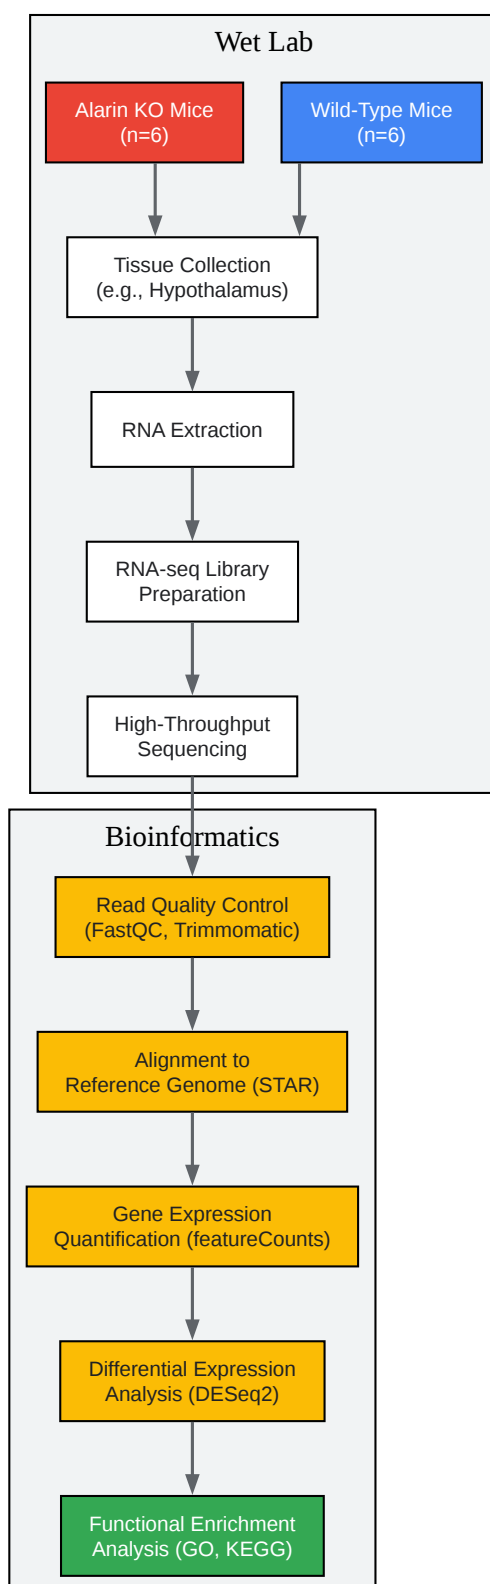 Wet Lab
Alarin KO Mice
(n=6)
Wild-Type Mice
(n=6)
Tissue Collection
(e.g., Hypothalamus)
RNA Extraction
RNA-seq Library
Preparation
High-Throughput
Sequencing
Bioinformatics
Read Quality Control
(FastQC, Trimmomatic)
Alignment to
Reference Genome (STAR)
Gene Expression
Quantification (featureCounts)
Differential Expression
Analysis (DESeq2)
Functional Enrichment
Analysis (GO, KEGG)